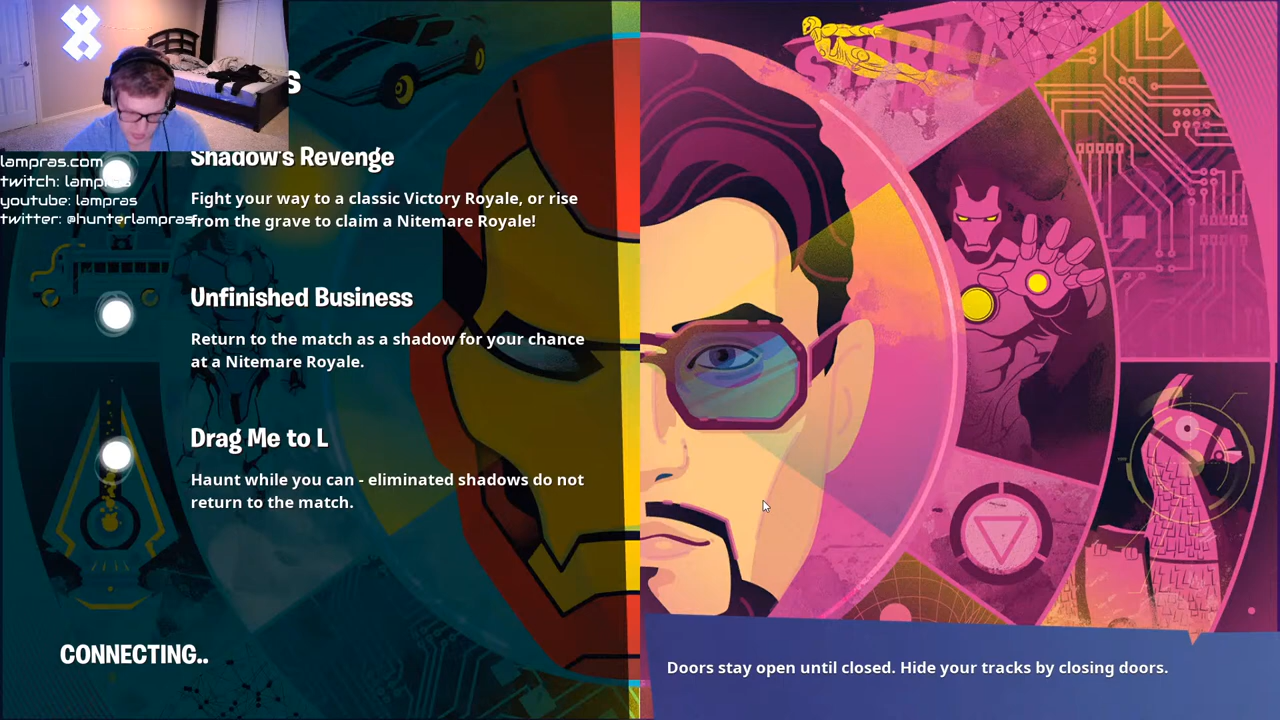 S
Shadow's Revenge
Fight your way to a classic Victory Royale, or rise
from the grave to claim a Nitemare Royale!
lampras.com
twitch: lampras
youtube: lampras
twitter: @hunterlampras
Unfinished Business
Return to the match as a shadow for your chance
at a Nitemare Royale.
Drag Me to L
Haunt while you can - eliminated shadows do not
return to the match.
CONNECTING..
STARK
Doors stay open until closed. Hide your tracks by closing doors.